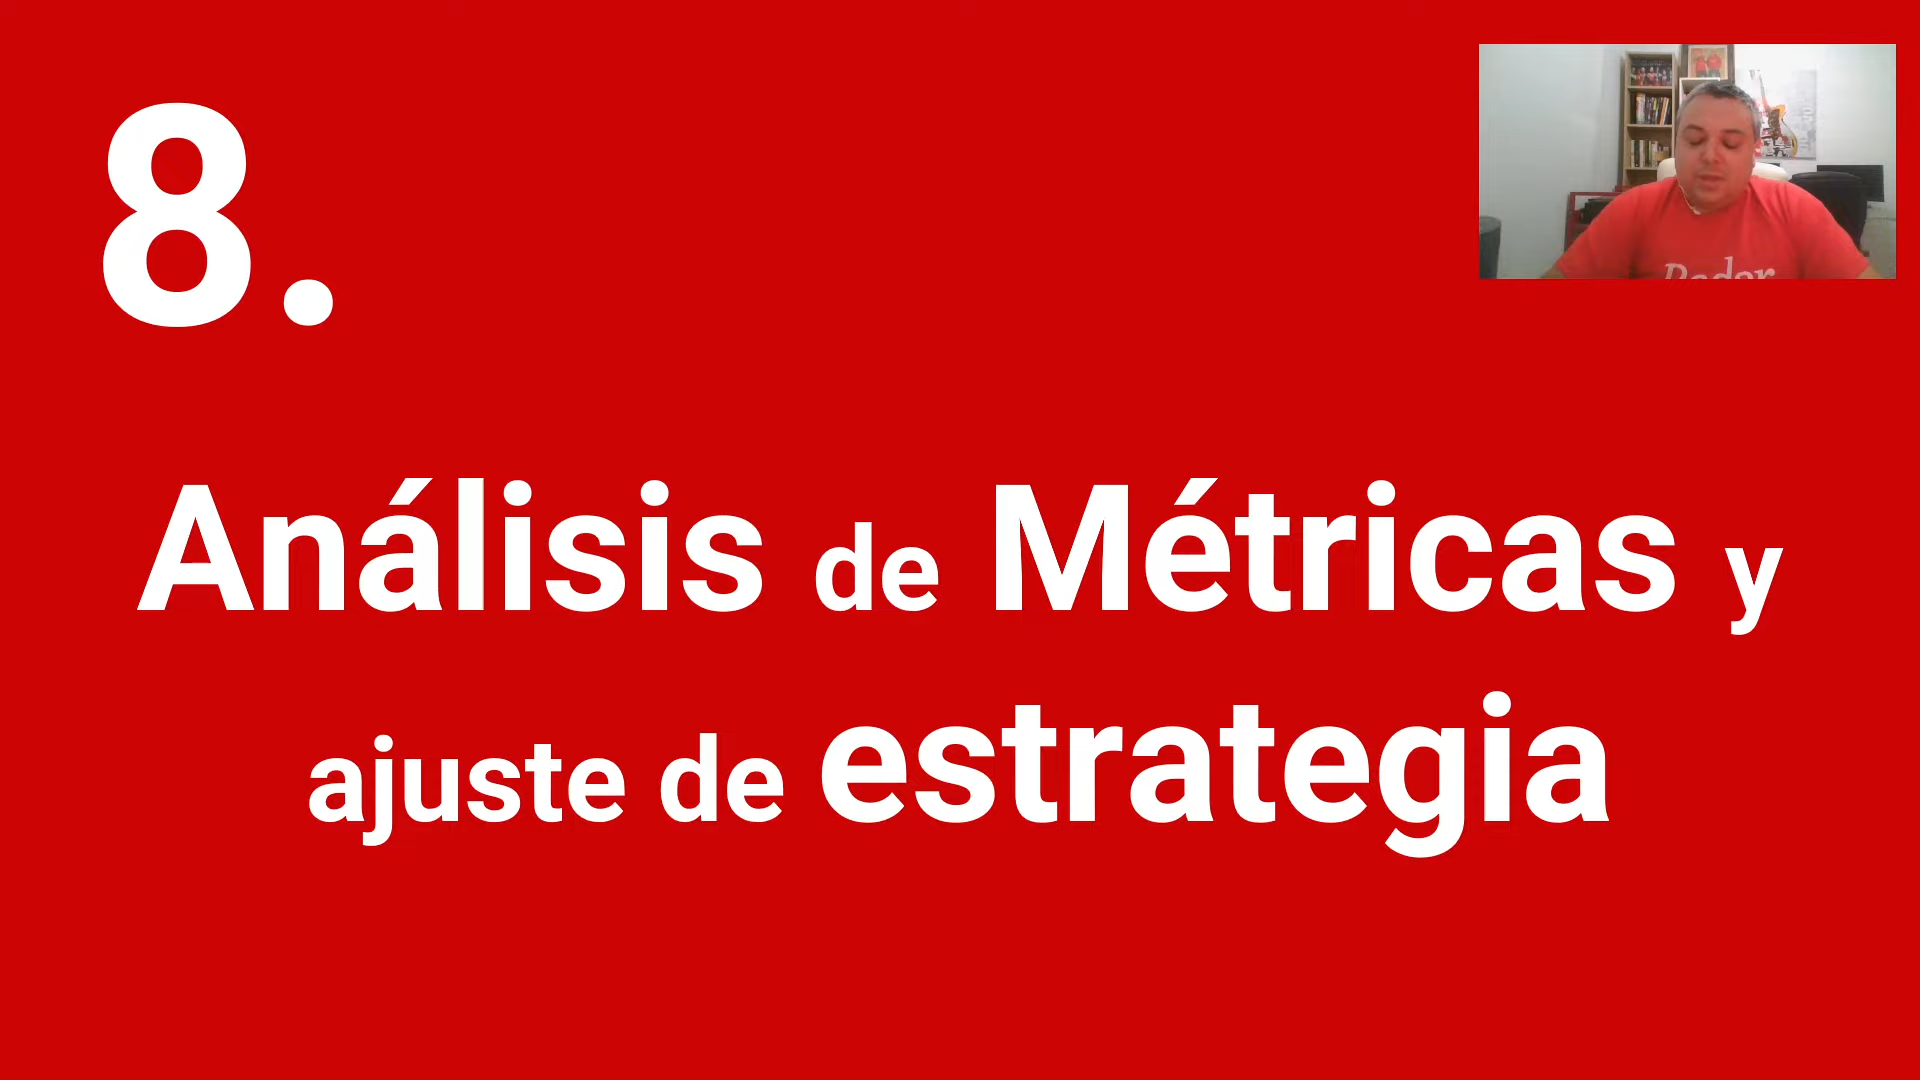 8.
Análisis de Métricas y
ajuste de estrategia